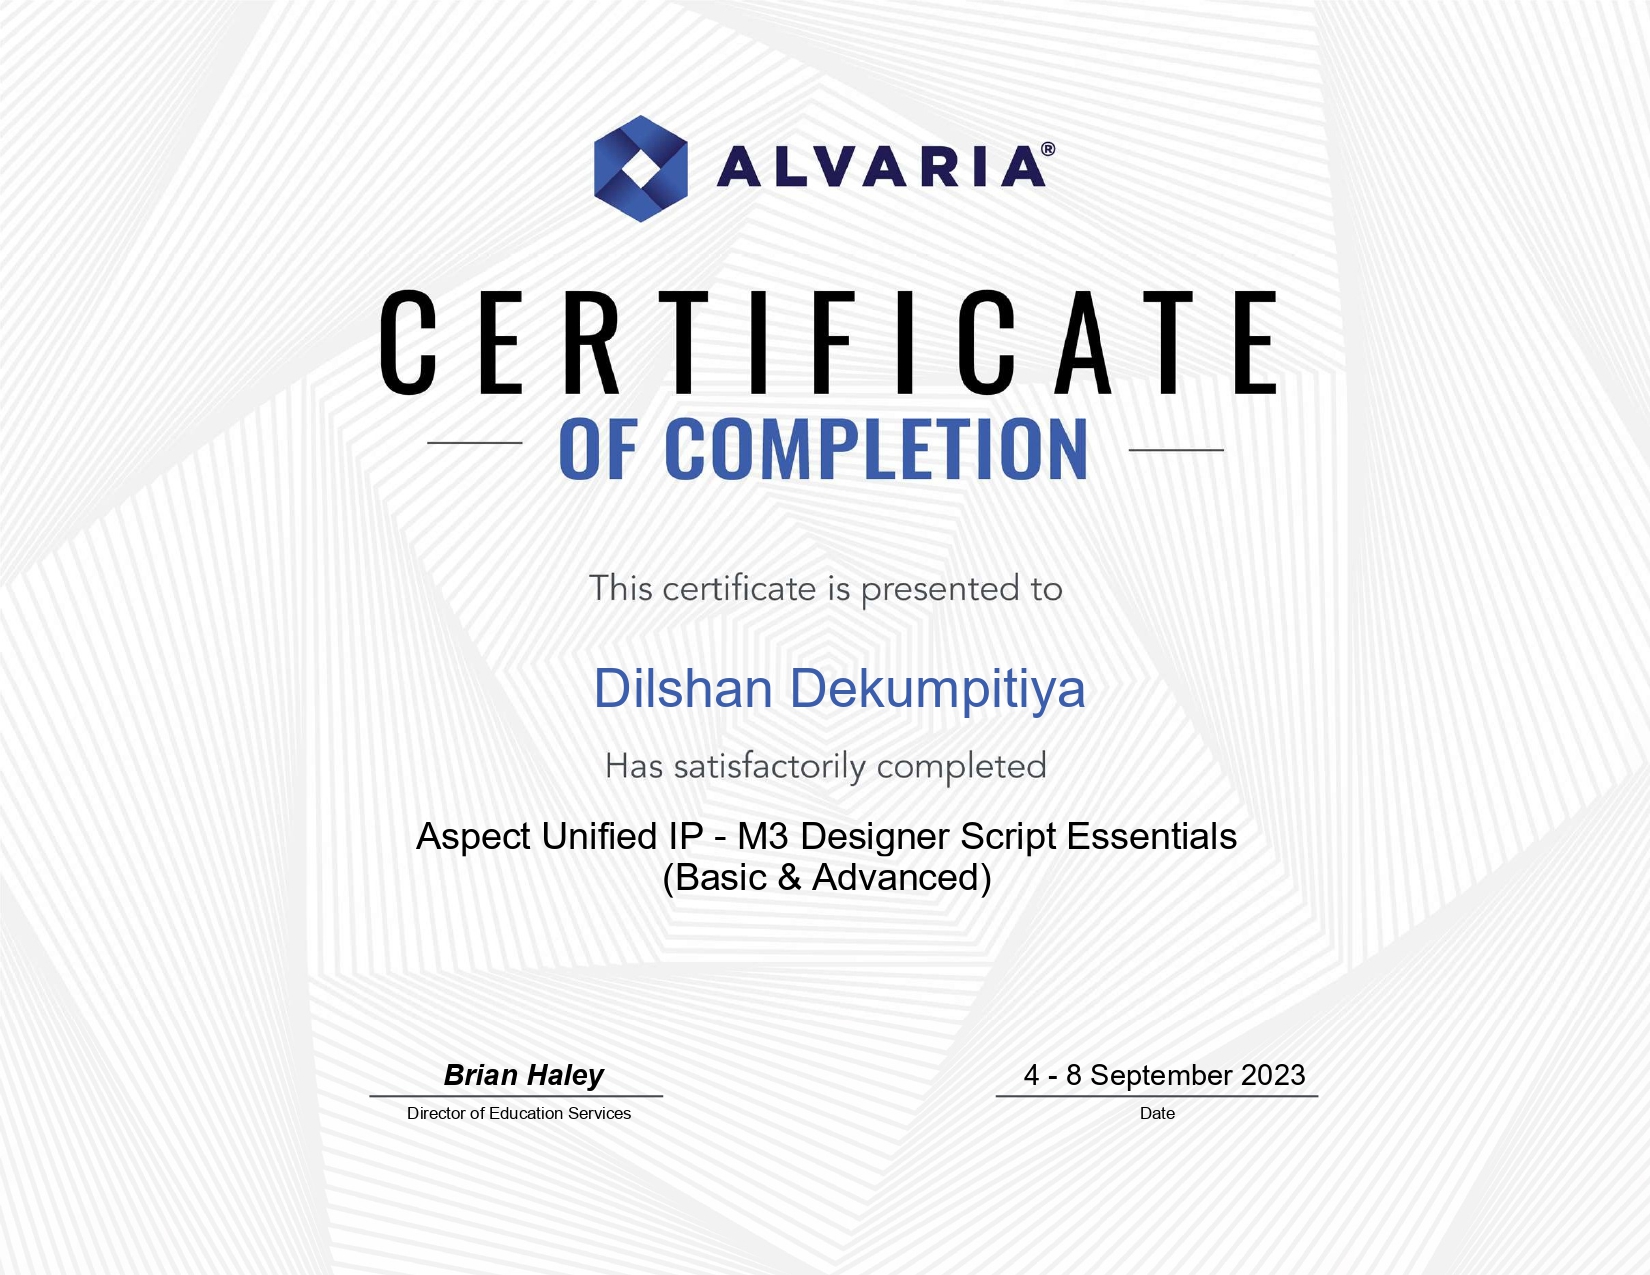 ALVARIA®
CERTIFICATE
OF COMPLETION
This certificate is presented to
Dilshan Dekumpitiya
Has satisfactorily completed
Aspect Unified IP - M3 Designer Script Essentials
(Basic & Advanced)
Brian Haley
Director of Education Services
4 - 8 September 2023
Date